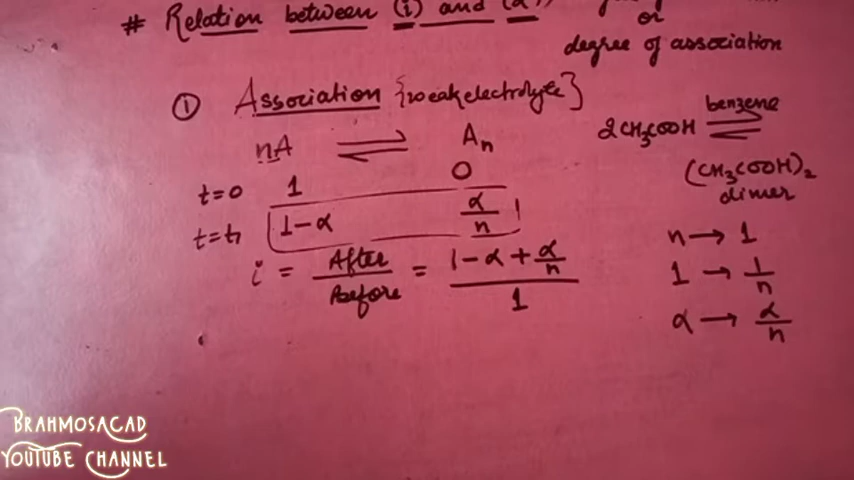 # Relation between (i) and (α)
or
degree of association
① Association {weak electrolyte}
nA ⇌ An
2CH3COOH benzene ⇌
(CH3COOH)2
dimer
t=0 1 0
t=t 1-α α/n
i = After/Before = 1-α+α/n / 1
n → 1
1 → 1/n
α → α/n
BRAHMOSACAD
YOUTUBE CHANNEL